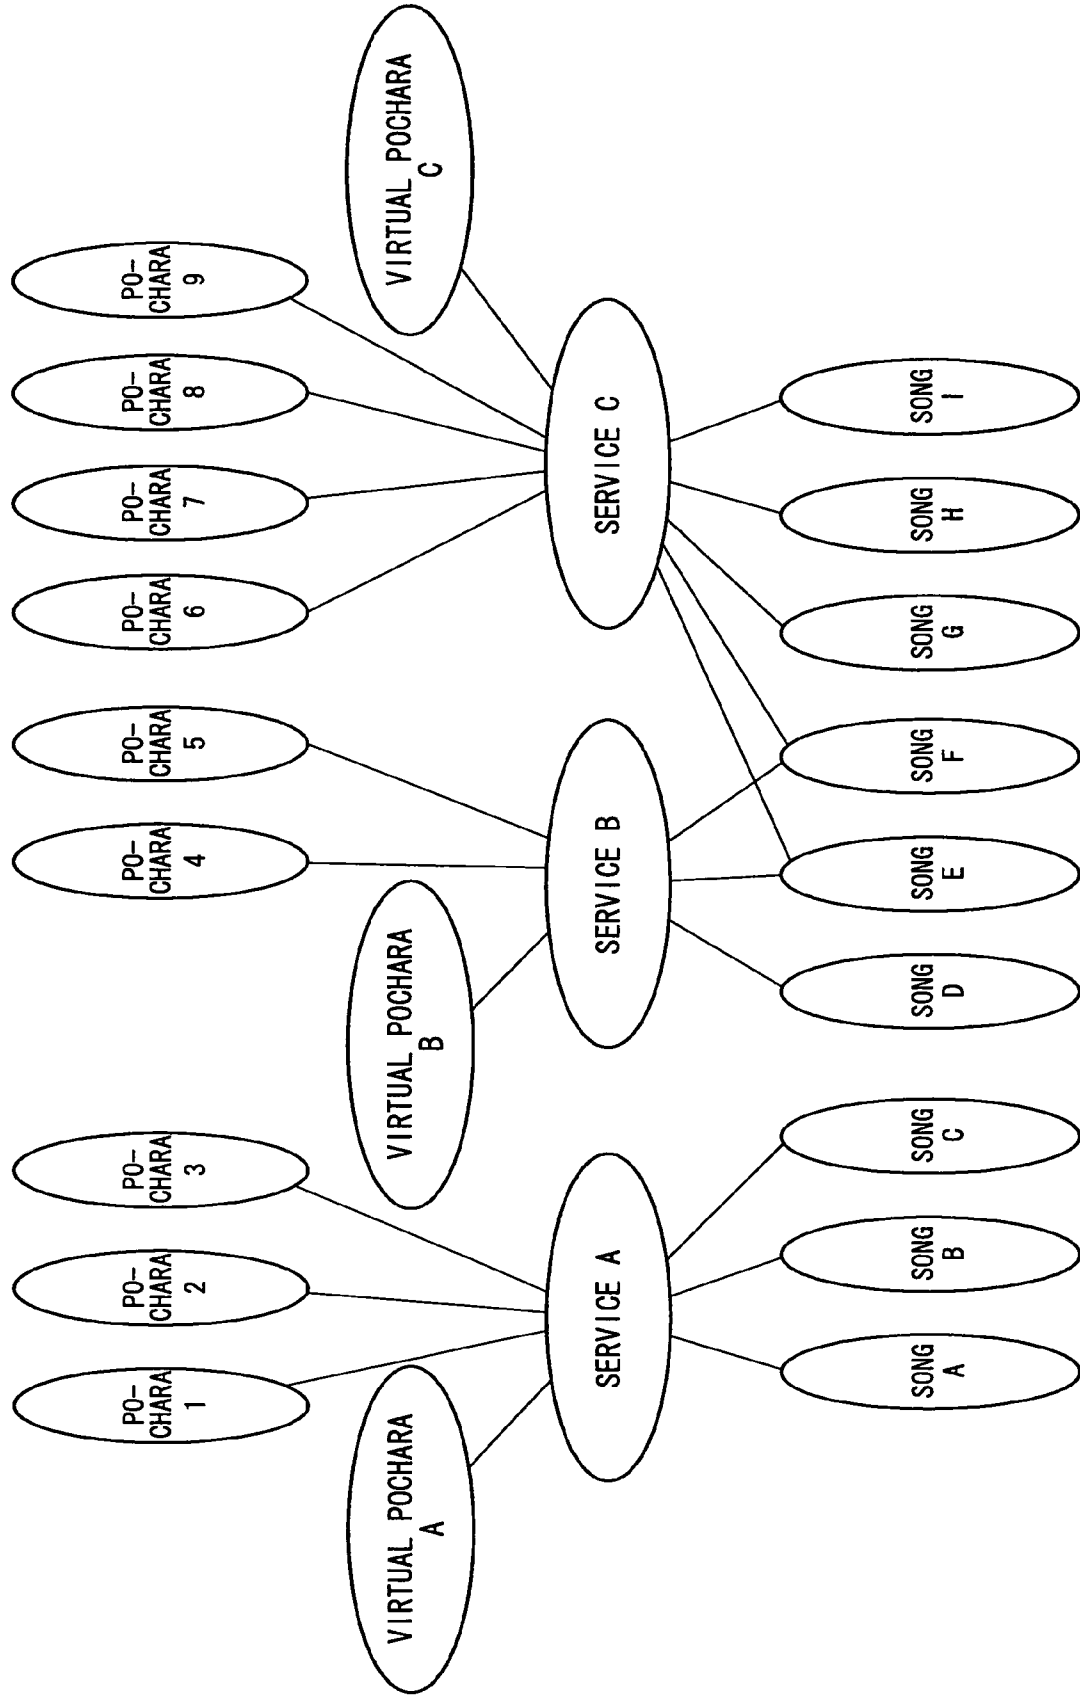 PO-
CHARA
1
PO-
CHARA
2
PO-
CHARA
3
PO-
CHARA
4
PO-
CHARA
5
PO-
CHARA
6
PO-
CHARA
7
PO-
CHARA
8
PO-
CHARA
9
VIRTUAL POCHARA
A
VIRTUAL POCHARA
B
VIRTUAL POCHARA
C
SERVICE A
SERVICE B
SERVICE C
SONG
A
SONG
B
SONG
C
SONG
D
SONG
E
SONG
F
SONG
G
SONG
H
SONG
I